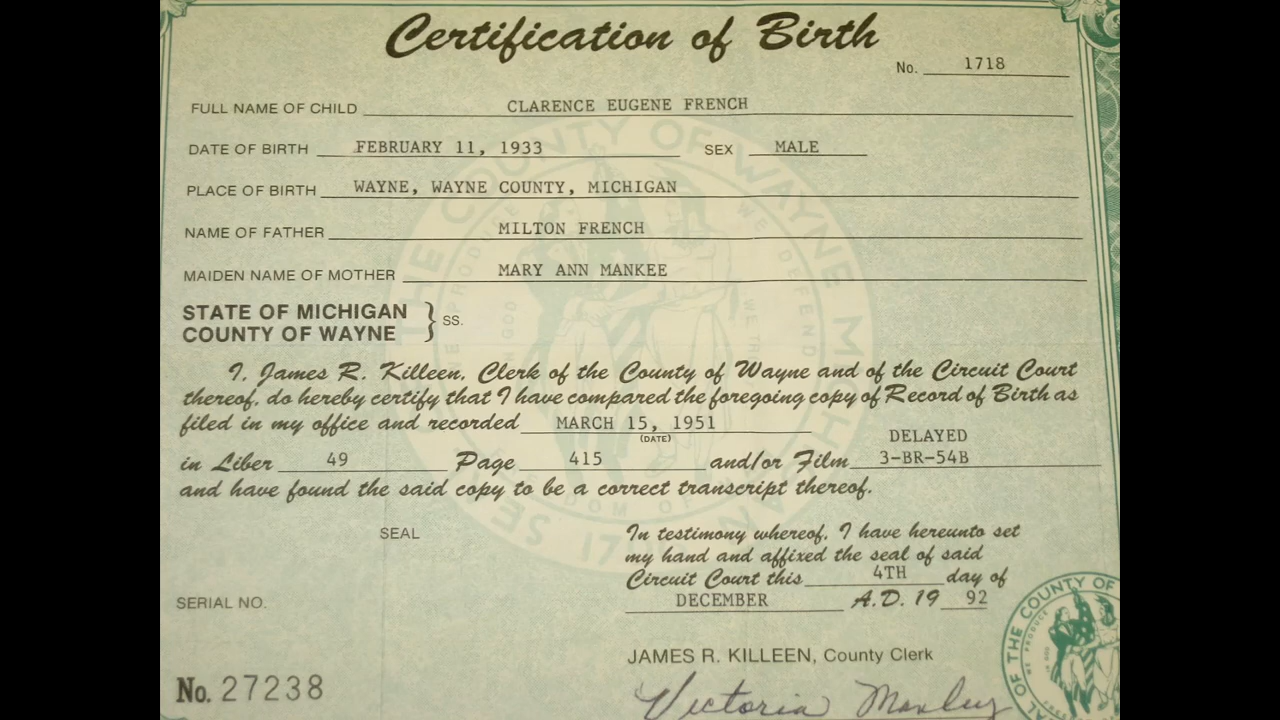 Certification of Birth
No. 1718
FULL NAME OF CHILD CLARENCE EUGENE FRENCH
DATE OF BIRTH FEBRUARY 11, 1933 SEX MALE
PLACE OF BIRTH WAYNE, WAYNE COUNTY, MICHIGAN
NAME OF FATHER MILTON FRENCH
MAIDEN NAME OF MOTHER MARY ANN MANKEE
STATE OF MICHIGAN
COUNTY OF WAYNE } SS.
I, James R. Killeen, Clerk of the County of Wayne and of the Circuit Court
thereof, do hereby certify that I have compared the foregoing copy of Record of Birth as
filed in my office and recorded MARCH 15, 1951
(DATE)
DELAYED
in Liber 49 Page 415 and/or Film 3-BR-54B
and have found the said copy to be a correct transcript thereof.
SEAL
In testimony whereof, I have hereunto set
my hand and affixed the seal of said
Circuit Court this 4TH day of
DECEMBER A.D. 19 92
SERIAL NO.
JAMES R. KILLEEN, County Clerk
No. 27238
Victoria
OF THE COUNTY OF